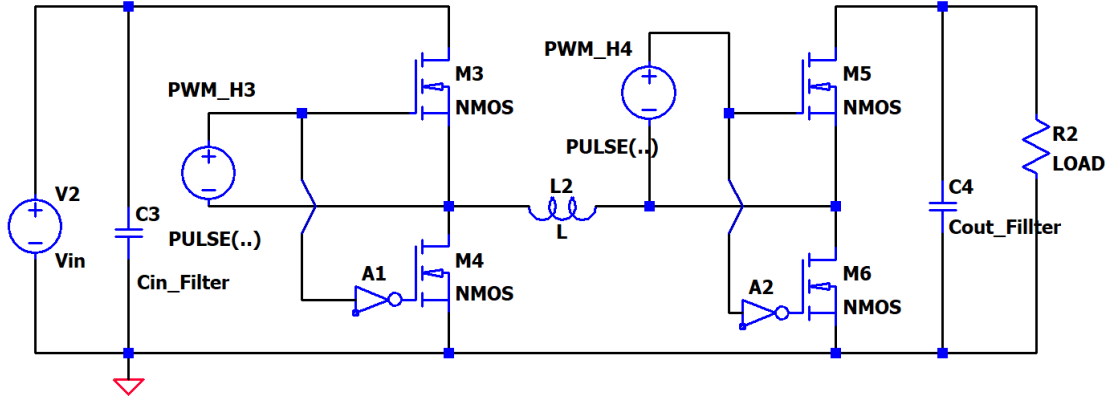 PWM_H4
M3
NMOS
M5
NMOS
PWM_H3
PULSE(..)
R2
LOAD
V2
Vin
C3
Cin_Filter
PULSE(..)
L2
L
C4
Cout_Fillter
A1
M4
NMOS
A2
M6
NMOS